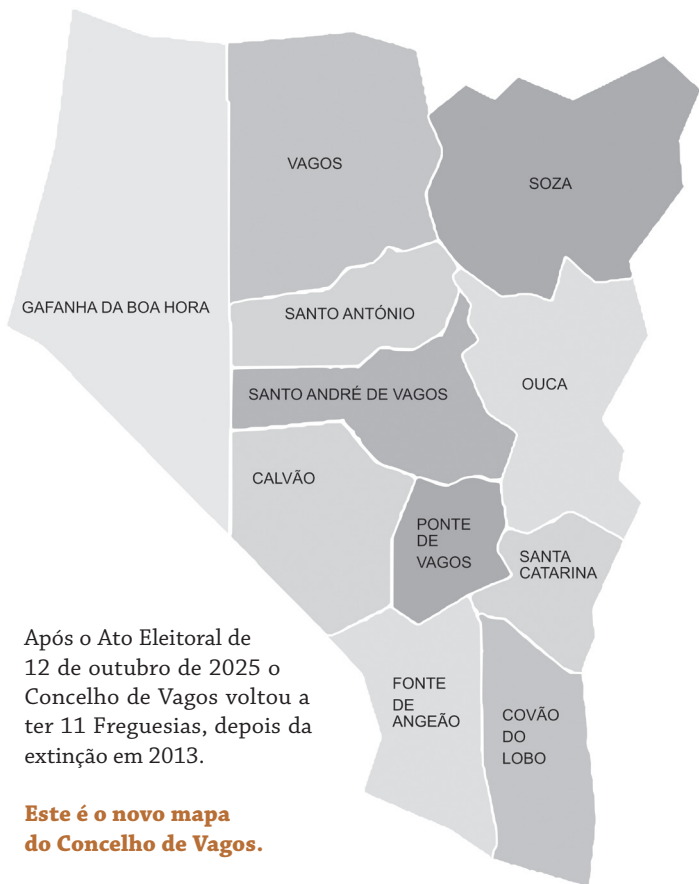 VAGOS
SOZA
GAFANHA DA BOA HORA
SANTO ANTÓNIO
OUCA
SANTO ANDRÉ DE VAGOS
CALVÃO
PONTE
DE
VAGOS
SANTA
CATARINA
FONTE
DE
ANGEÃO
COVÃO
DO
LOBO
Após o Ato Eleitoral de
12 de outubro de 2025 o
Concelho de Vagos voltou a
ter 11 Freguesias, depois da
extinção em 2013.
Este é o novo mapa
do Concelho de Vagos.